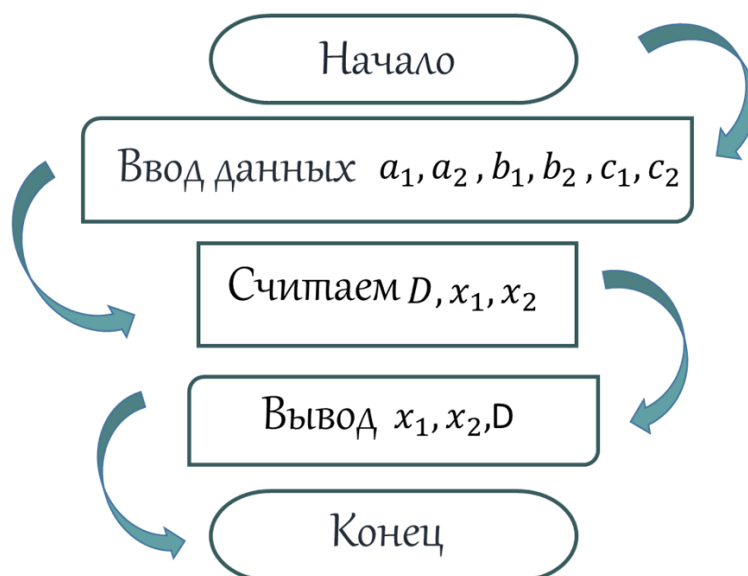 Начало
Ввод данных a₁, a₂ , b₁, b₂ , c₁, c₂
Считаем D, x₁, x₂
Вывод x₁, x₂,D
Конец